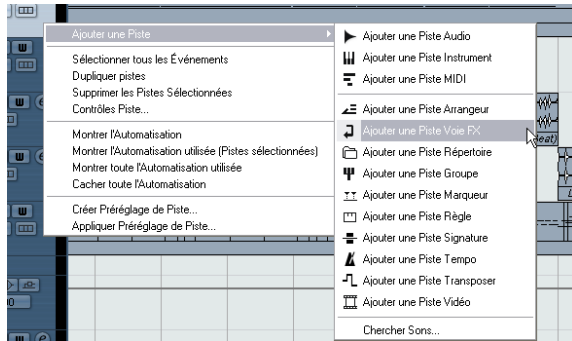 Ajouter une Piste
Sélectionner tous les Événements
Dupliquer pistes
Supprimer les Pistes Sélectionnées
Contrôles Piste...
Montrer l'Automatisation
Montrer l'Automatisation utilisée (Pistes sélectionnées)
Montrer toute l'Automatisation utilisée
Cacher toute l'Automatisation
Créer Préréglage de Piste...
Appliquer Préréglage de Piste...
Ajouter une Piste Audio
Ajouter une Piste Instrument
Ajouter une Piste MIDI
Ajouter une Piste Arrangeur
Ajouter une Piste Voie FX
Ajouter une Piste Répertoire
Ajouter une Piste Groupe
Ajouter une Piste Marqueur
Ajouter une Piste Règle
Ajouter une Piste Signature
Ajouter une Piste Tempo
Ajouter une Piste Transposer
Ajouter une Piste Vidéo
Chercher Sons...